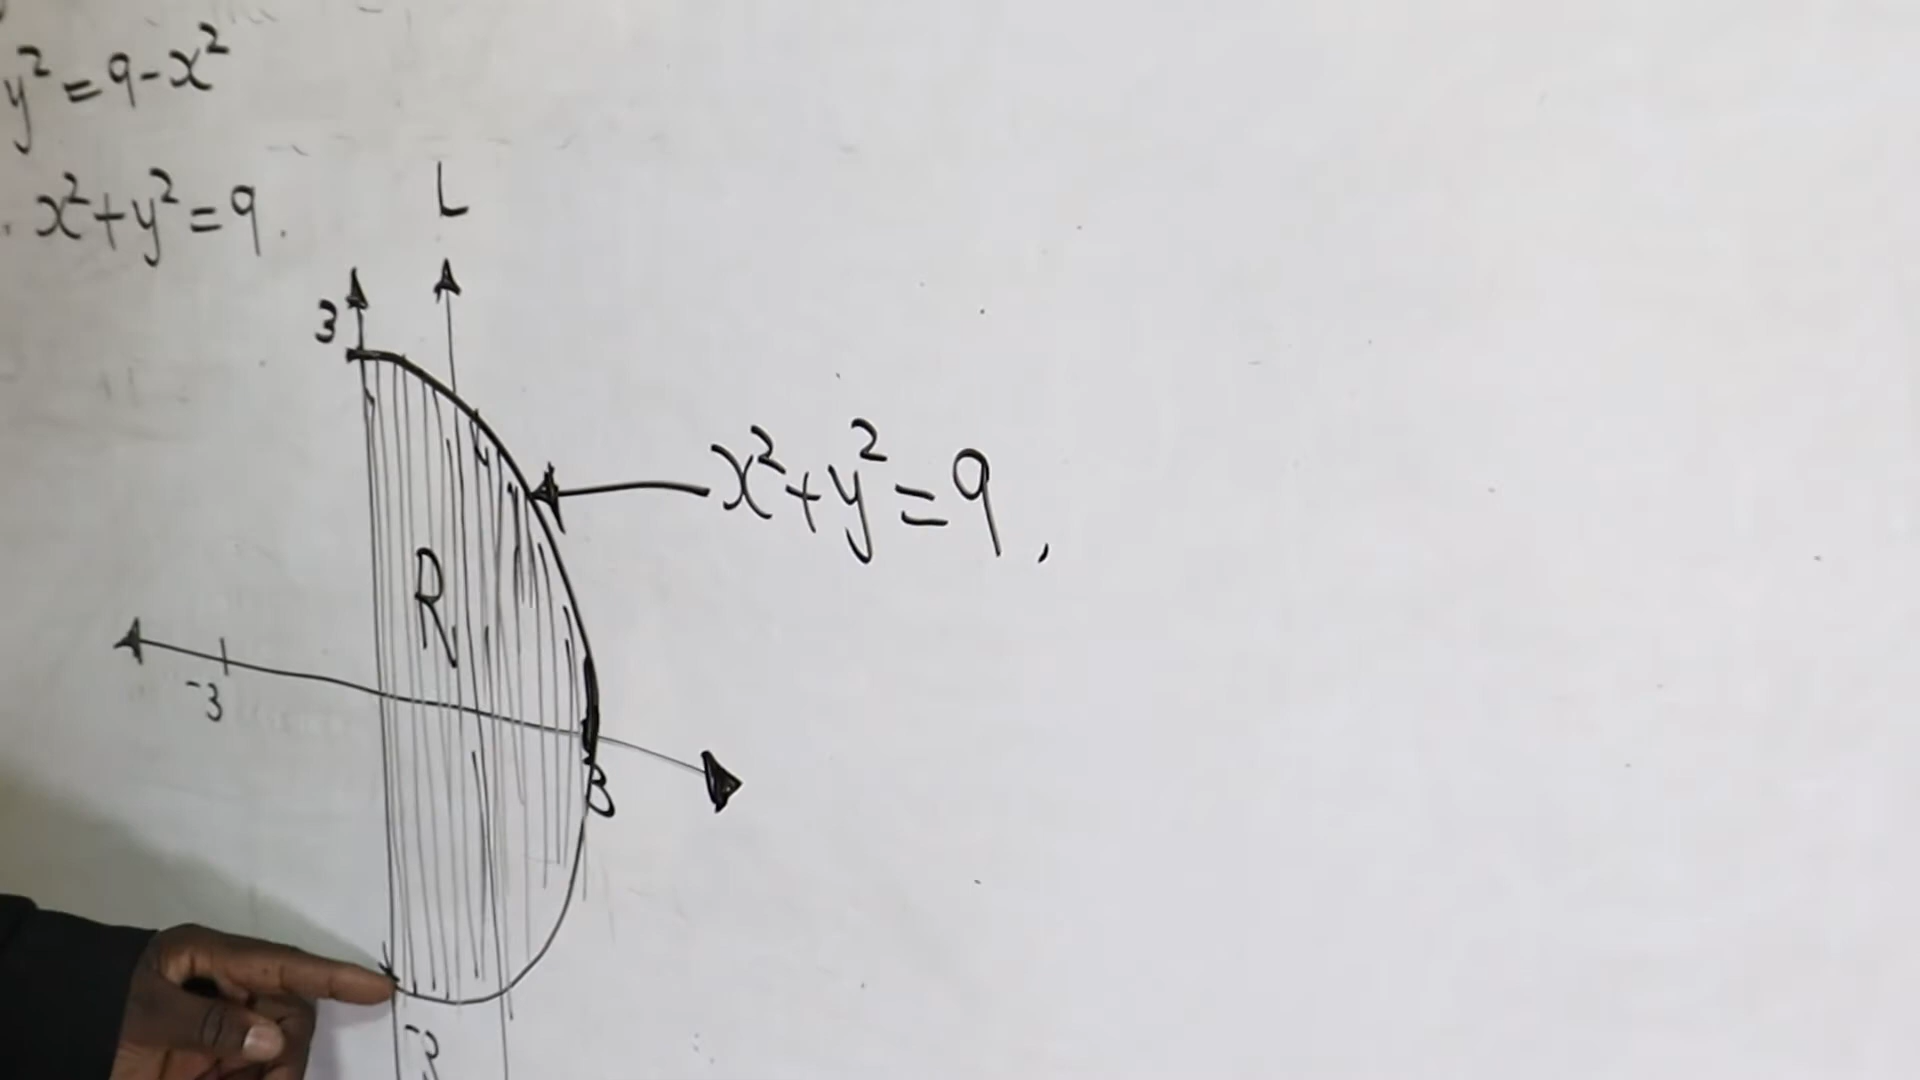 y² = 9 - x²
x² + y² = 9.
L
3
x² + y² = 9,
R
-3
3
-3